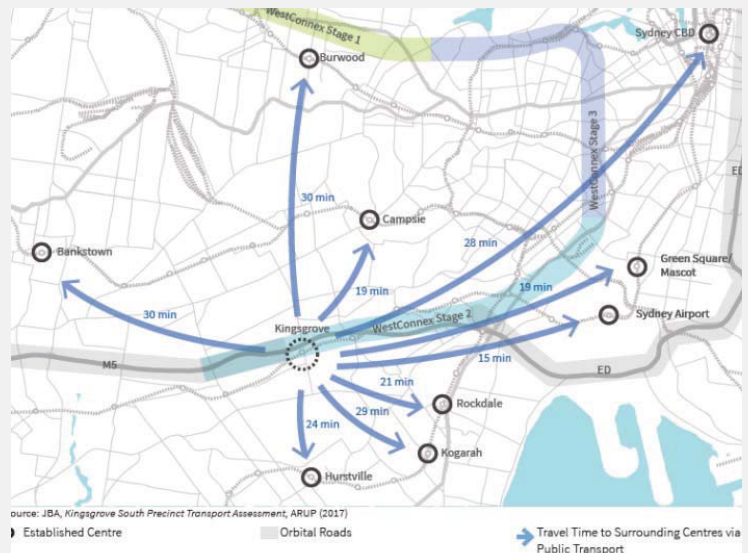 WestConnex Stage 1
Sydney CBD
Burwood
WestConnex Stage 3
ED
30 min
Campsie
28 min
Bankstown
Green Square/
Mascot
19 min
19 min
30 min
Kingsgrove
WestConnex Stage 2
Sydney Airport
15 min
M5
ED
21 min
Rockdale
29 min
24 min
Kogarah
Hurstville
ource: JBA, Kingsgrove South Precinct Transport Assessment, ARUP (2017)
Established Centre
Orbital Roads
Travel Time to Surrounding Centres via
Public Transport